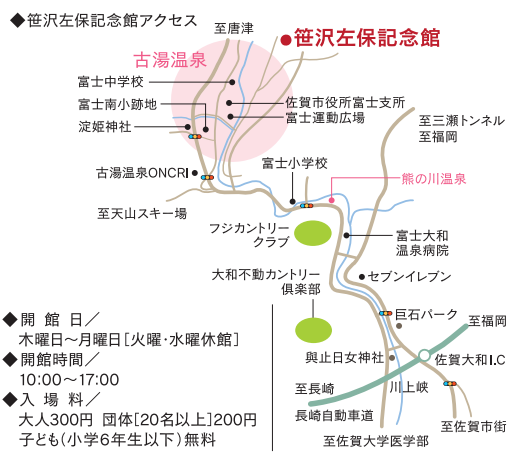 ◆笹沢左保記念館アクセス
至唐津
●笹沢左保記念館
古湯温泉
富士中学校
富士南小跡地
淀姫神社
佐賀市役所富士支所
富士運動広場
至三瀬トンネル
至福岡
古湯温泉ONCRI
富士小学校
熊の川温泉
至天山スキー場
フジカントリー
クラブ
富士大和
温泉病院
大和不動カントリー
倶楽部
セブンイレブン
巨石パーク
至福岡
與止日女神社
佐賀大和I.C
至長崎
川上峡
長崎自動車道
至佐賀市街
至佐賀大学医学部
◆開 館 日／
木曜日〜月曜日[火曜・水曜休館]
◆開館時間／
10:00〜17:00
◆入 場 料／
大人300円 団体[20名以上]200円
子ども(小学6年生以下)無料